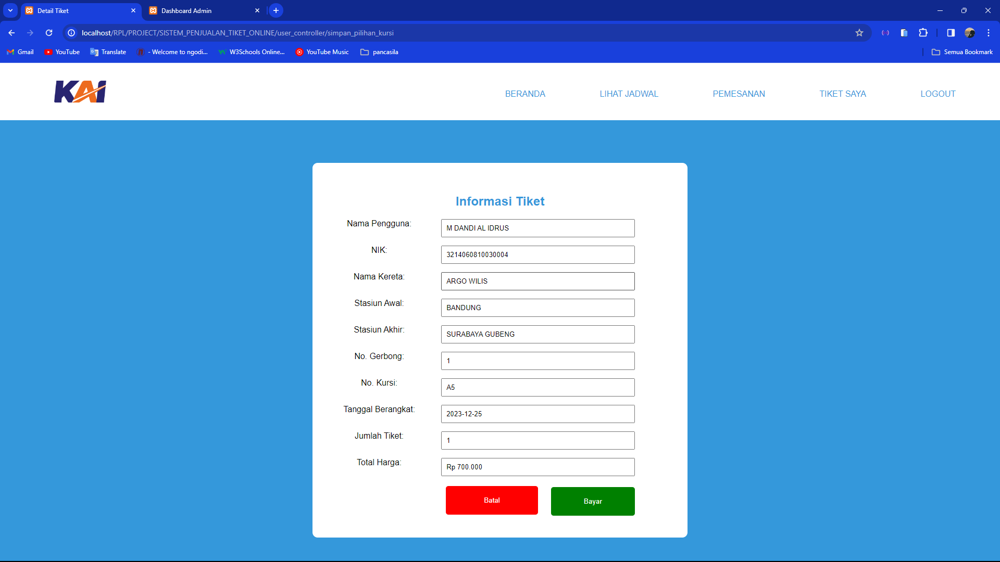 Detail Tiket
Dashboard Admin
localhost/RPL/PROJECT/SISTEM_PENJUALAN_TIKET_ONLINE/user_controller/simpan_pilihan_kursi
Gmail YouTube Translate - Welcome to ngodi... W3Schools Online... YouTube Music pancasila Semua Bookmark
KAI BERANDA LIHAT JADWAL PEMESANAN TIKET SAYA LOGOUT
Informasi Tiket
Nama Pengguna: M DANDI AL IDRUS
NIK: 3214060810030004
Nama Kereta: ARGO WILIS
Stasiun Awal: BANDUNG
Stasiun Akhir: SURABAYA GUBENG
No. Gerbong: 1
No. Kursi: A5
Tanggal Berangkat: 2023-12-25
Jumlah Tiket: 1
Total Harga: Rp 700.000
Batal Bayar